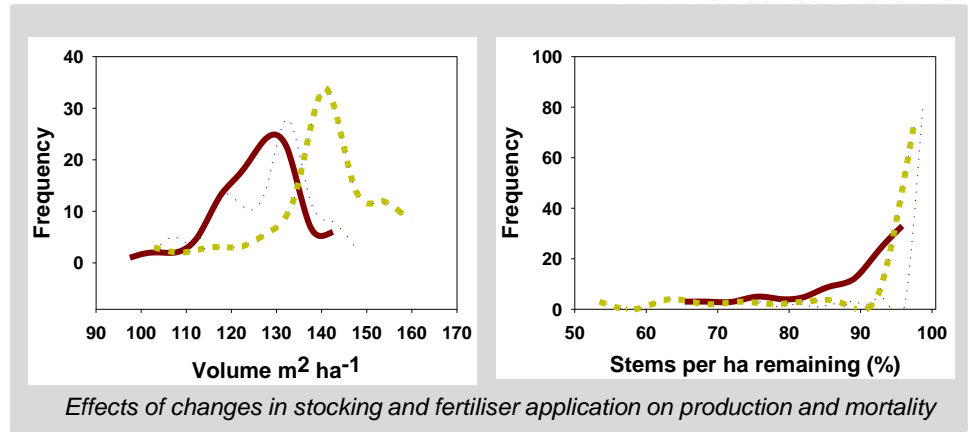 40
30
20
10
0
Frequency
90 100 110 120 130 140 150 160 170
Volume m² ha⁻¹
100
80
60
40
20
0
Frequency
50 60 70 80 90 100
Stems per ha remaining (%)
Effects of changes in stocking and fertiliser application on production and mortality